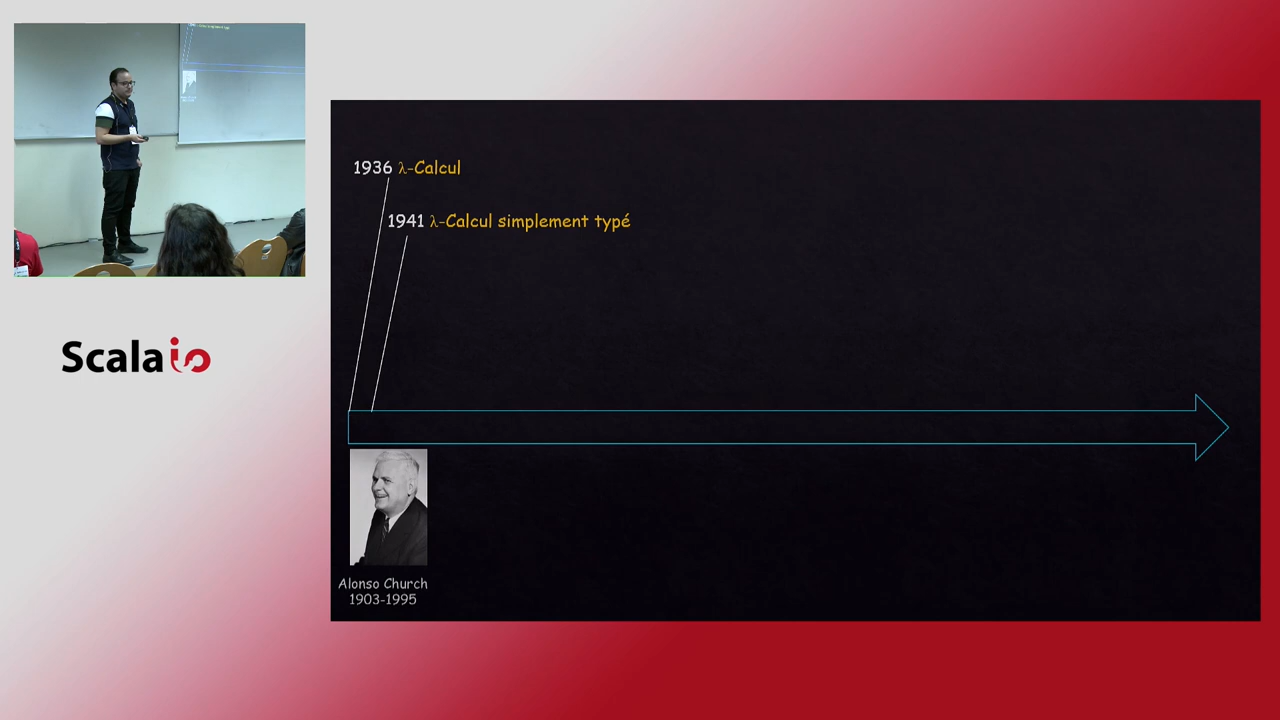 Scala io
1936 λ-Calcul
1941 λ-Calcul simplement typé
Alonso Church
1903-1995